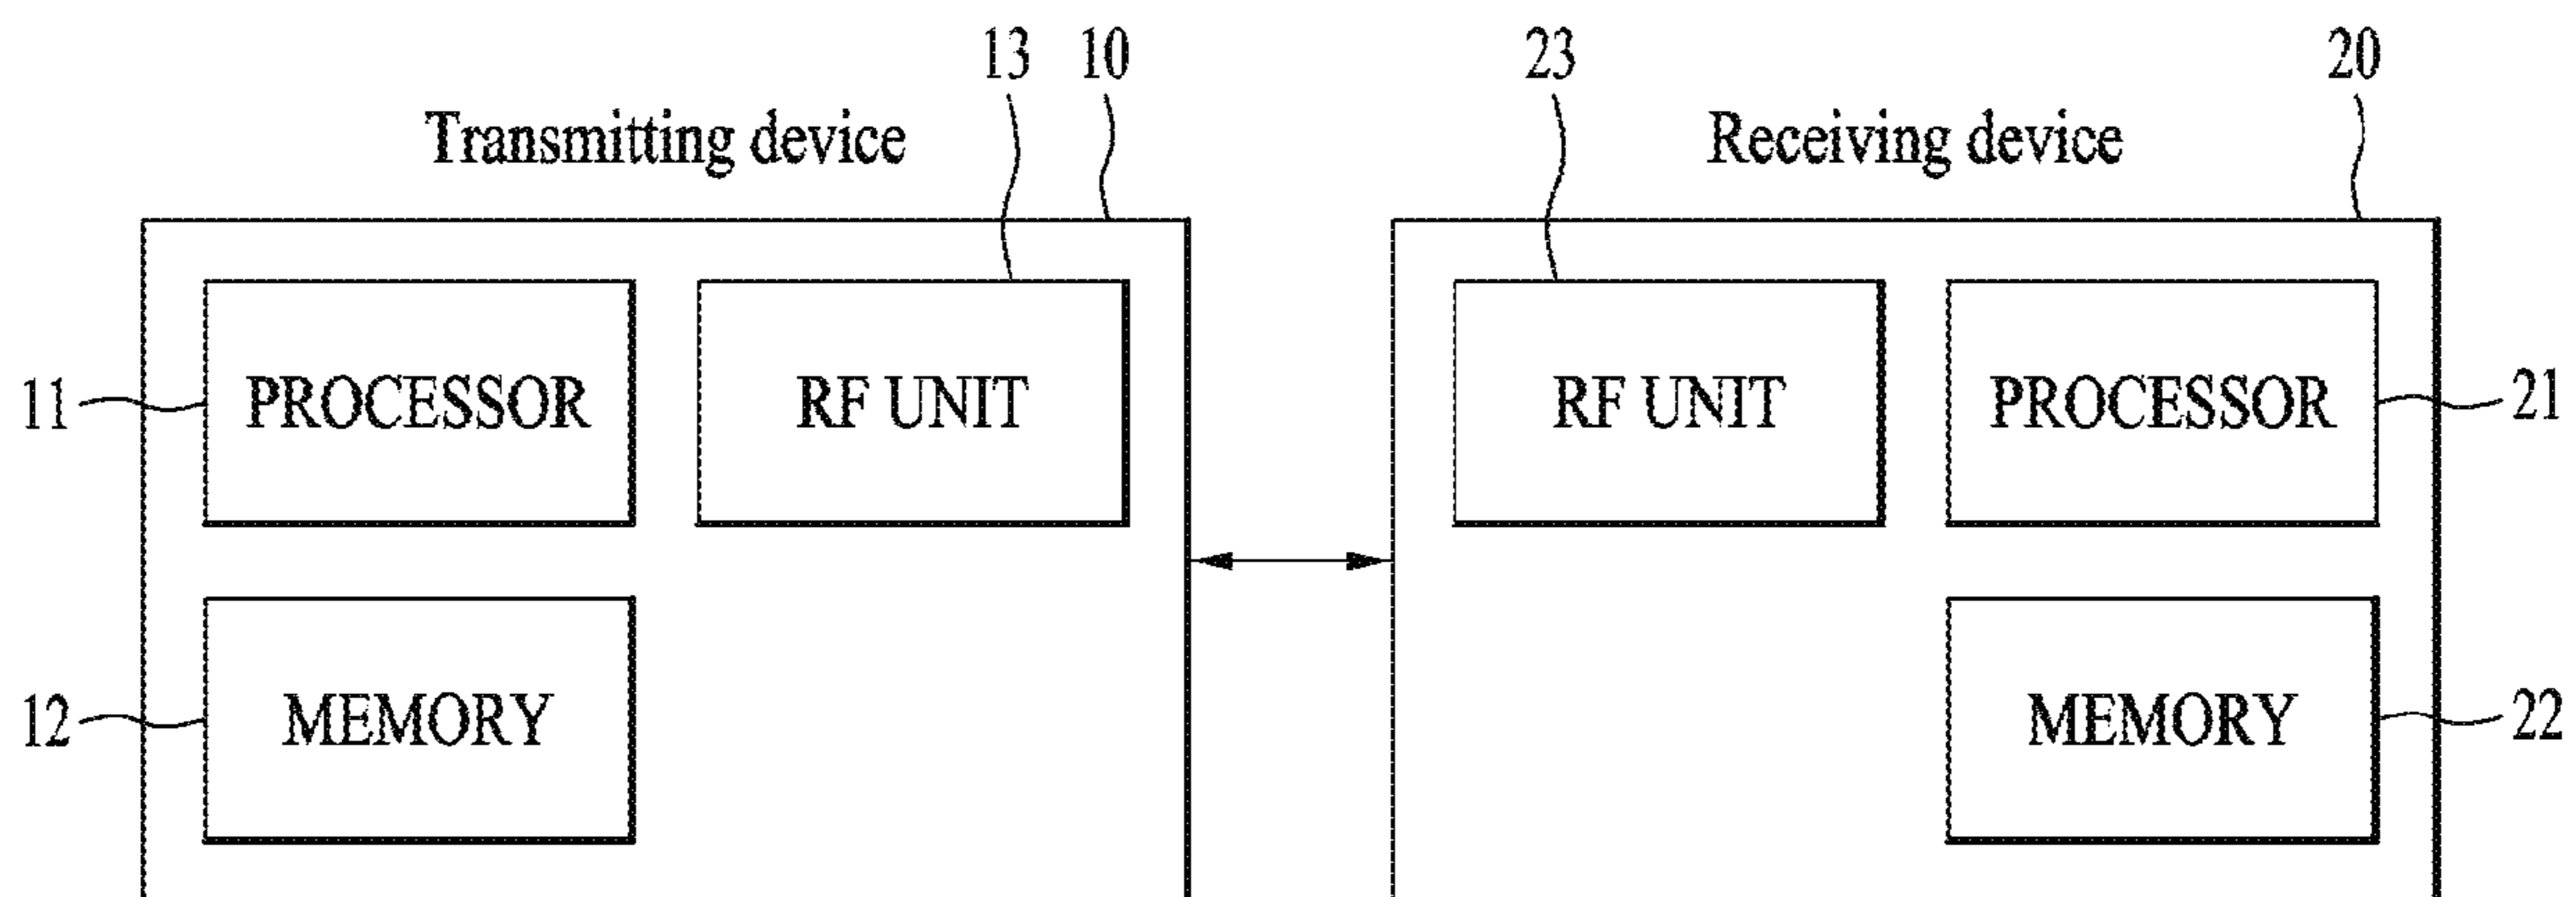 13 10 23 20
Transmitting device Receiving device
11 PROCESSOR RF UNIT RF UNIT PROCESSOR 21
12 MEMORY MEMORY 22